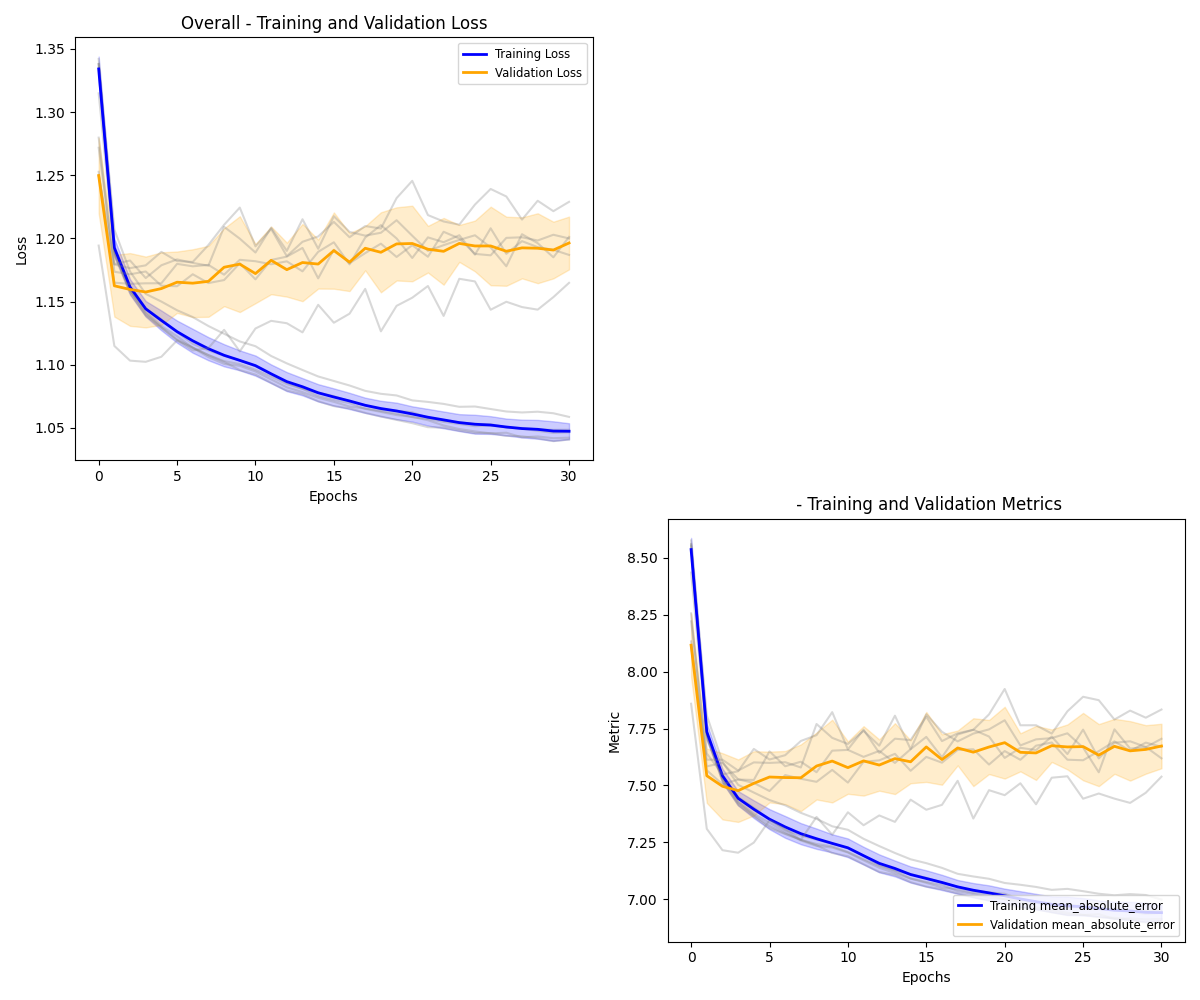 Overall - Training and Validation Loss
Loss
1.35
1.30
1.25
1.20
1.15
1.10
1.05
Training Loss
Validation Loss
0 5 10 15 20 25 30
Epochs
- Training and Validation Metrics
Metric
8.50
8.25
8.00
7.75
7.50
7.25
7.00
Training mean_absolute_error
Validation mean_absolute_error
0 5 10 15 20 25 30
Epochs